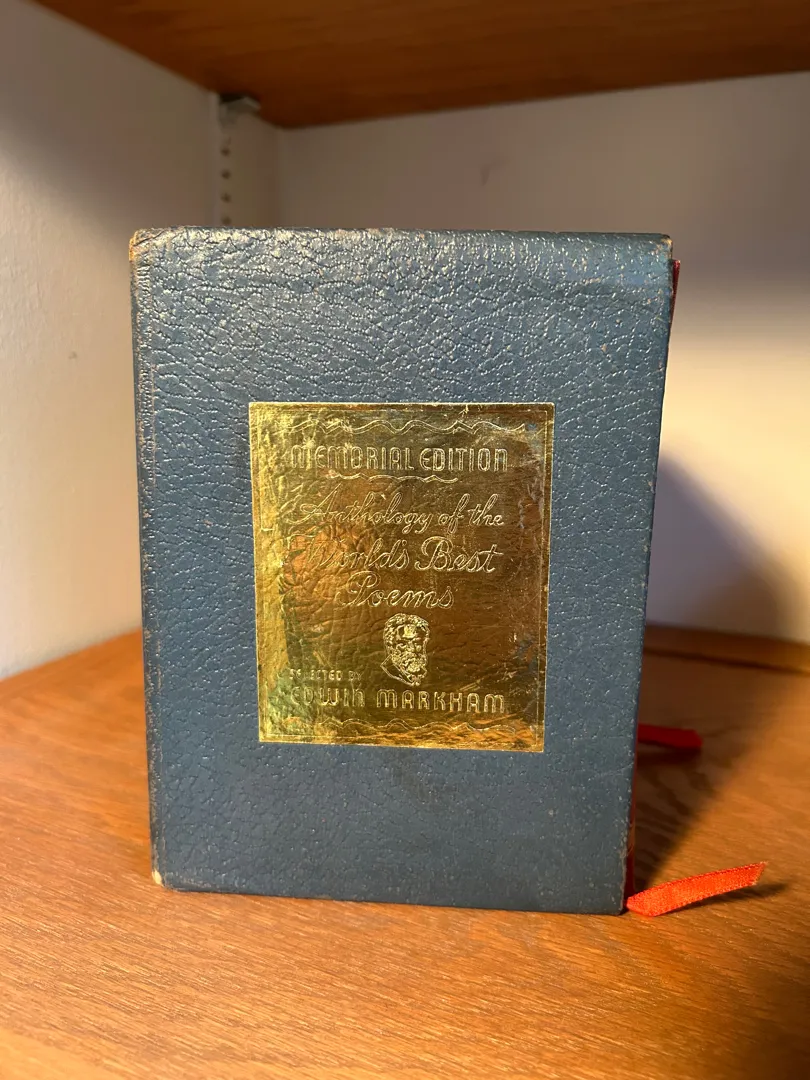 MEMORIAL EDITION
Anthology of the
World's Best
Poems
SELECTED BY
EDWIN MARKHAM